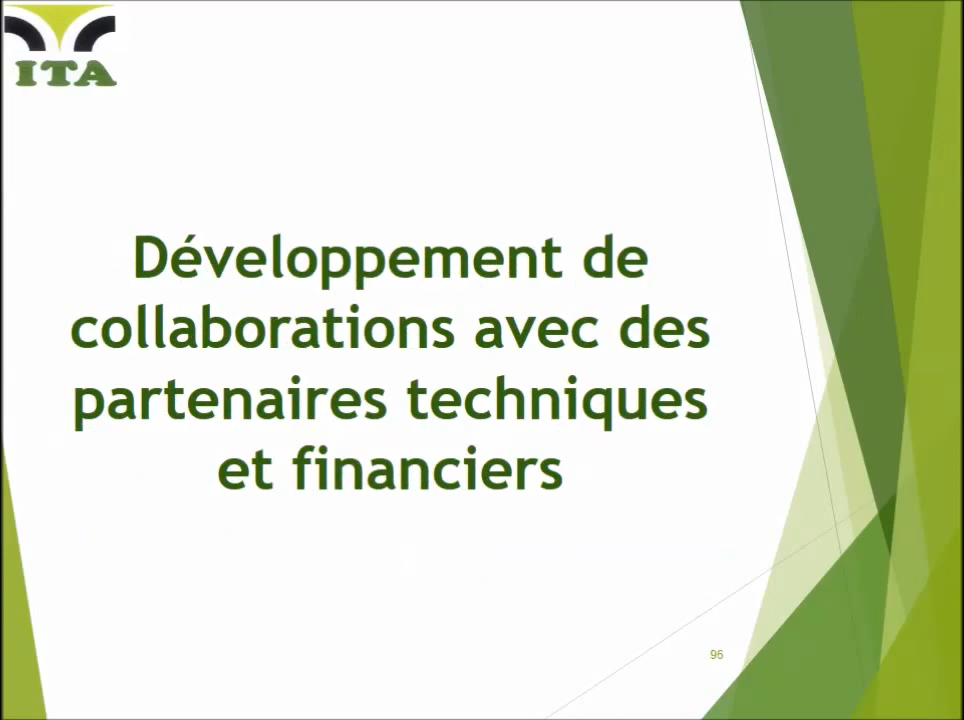 ITA
Développement de
collaborations avec des
partenaires techniques
et financiers
96